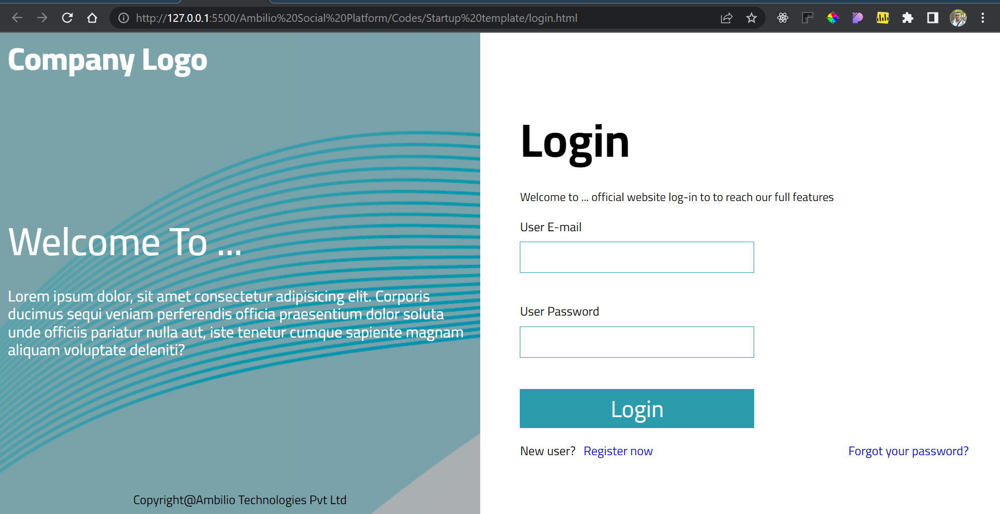 http://127.0.0.1:5500/Ambilio%20Social%20Platform/Codes/Startup%20template/login.html
Company Logo
Welcome To ...
Lorem ipsum dolor, sit amet consectetur adipisicing elit. Corporis
ducimus sequi veniam perferendis officia praesentium dolor soluta
unde officiis pariatur nulla aut, iste tenetur cumque sapiente magnam
aliquam voluptate deleniti?
Copyright@Ambilio Technologies Pvt Ltd
Login
Welcome to ... official website log-in to to reach our full features
User E-mail
User Password
Login
New user? Register now
Forgot your password?